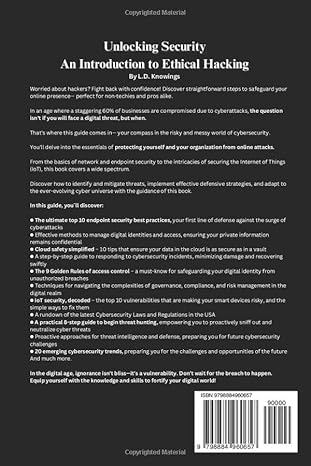 Copyrighted Material
Unlocking Security
An Introduction to Ethical Hacking
By L.D. Knowings
Worried about hackers? Fight back with confidence! Discover straightforward steps to safeguard your
online presence— perfect for non-techies and pros alike.
In an age where a staggering 60% of businesses are compromised due to cyberattacks, the question
isn't if you will face a digital threat, but when.
That's where this guide comes in— your compass in the risky and messy world of cybersecurity.
You'll delve into the essentials of protecting yourself and your organization from online attacks.
From the basics of network and endpoint security to the intricacies of securing the Internet of Things
(IoT), this book covers a wide spectrum.
Discover how to identify and mitigate threats, implement effective defensive strategies, and adapt to
the ever-evolving cyber universe with the guidance of this book.
In this guide, you'll discover:
● The ultimate top 10 endpoint security best practices, your first line of defense against the surge of
cyberattacks
● Effective methods to manage digital identities and access, ensuring your private information
remains confidential
● Cloud safety simplified – 10 tips that ensure your data in the cloud is as secure as in a vault
● A step-by-step guide to responding to cybersecurity incidents, minimizing damage and recovering
swiftly
● The 9 Golden Rules of access control – a must-know for safeguarding your digital identity from
unauthorized breaches
● Techniques for navigating the complexities of governance, compliance, and risk management in the
digital realm
● IoT security, decoded – the top 10 vulnerabilities that are making your smart devices risky, and the
simple ways to fix them
● A rundown of the latest Cybersecurity Laws and Regulations in the USA
● A practical 8-step guide to begin threat hunting, empowering you to proactively sniff out and
neutralize cyber threats
● Proactive approaches for threat intelligence and defense, preparing you for future cybersecurity
challenges
● 20 emerging cybersecurity trends, preparing you for the challenges and opportunities of the future
And much more.
In the digital age, ignorance isn't bliss—it's a vulnerability. Don't wait for the breach to happen.
Equip yourself with the knowledge and skills to fortify your digital world!
ISBN 9798884960657
90000
9 798884 960657
Copyrighted Material